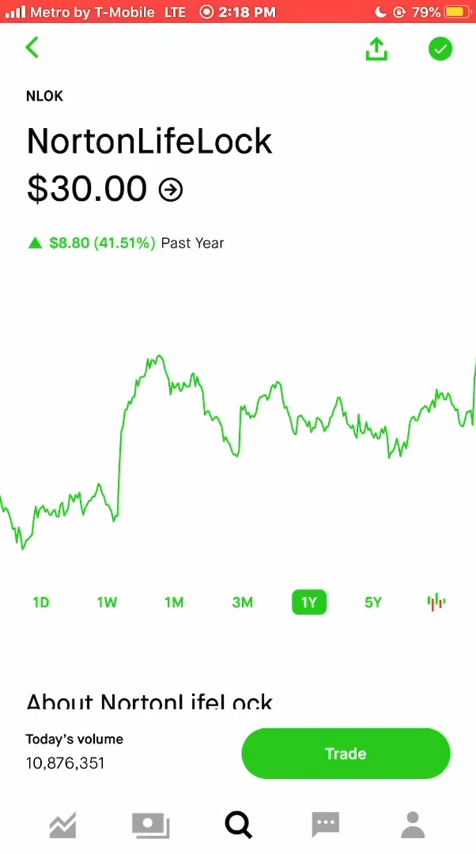 Metro by T-Mobile LTE 2:18 PM 79%
NLOK
NortonLifeLock
$30.00
$8.80 (41.51%) Past Year
1D 1W 1M 3M 1Y 5Y
About NortonLifeLock
Today's volume
10,876,351
Trade